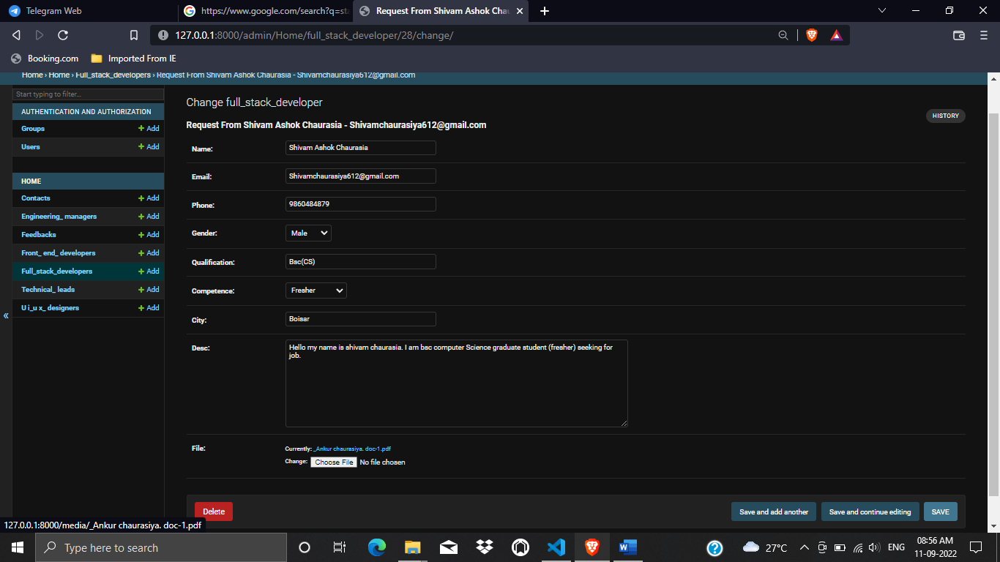 Telegram Web
https://www.google.com/search?q=sta
Request From Shivam Ashok Chau
127.0.0.1:8000/admin/Home/full_stack_developer/28/change/
Booking.com
Imported From IE
Home › Home › Full_stack_developers › Request From Shivam Ashok Chaurasia - Shivamchaurasiya612@gmail.com
Start typing to filter...
AUTHENTICATION AND AUTHORIZATION
Groups + Add
Users + Add
HOME
Contacts + Add
Engineering_ managers + Add
Feedbacks + Add
Front_ end_ developers + Add
Full_stack_developers + Add
Technical_ leads + Add
U i_u x_ designers + Add
«
Change full_stack_developer
HISTORY
Request From Shivam Ashok Chaurasia - Shivamchaurasiya612@gmail.com
Name: Shivam Ashok Chaurasia
Email: Shivamchaurasiya612@gmail.com
Phone: 9860484879
Gender: Male
Qualification: Bsc(CS)
Competence: Fresher
City: Boisar
Desc: Hello my name is shivam chaurasia. I am bsc computer Science graduate student (fresher) seeking for
job.
File: Currently: _Ankur chaurasiya. doc-1.pdf
Change: Choose File No file chosen
Delete Save and add another Save and continue editing SAVE
127.0.0.1:8000/media/_Ankur chaurasiya. doc-1.pdf
Type here to search
27°C ENG
08:56 AM
11-09-2022